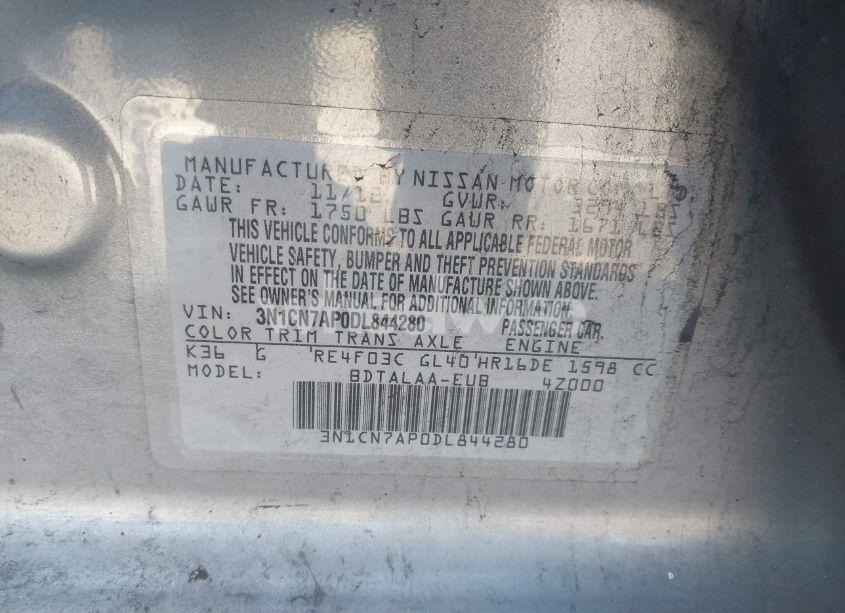 MANUFACTURED BY NISSAN MOTOR CO.
DATE: 11/12 GVWR: 3294 LBS
GAWR FR: 1750 LBS GAWR RR: 1671 LBS
THIS VEHICLE CONFORMS TO ALL APPLICABLE FEDERAL MOTOR
VEHICLE SAFETY, BUMPER AND THEFT PREVENTION STANDARDS
IN EFFECT ON THE DATE OF MANUFACTURE SHOWN ABOVE.
SEE OWNER'S MANUAL FOR ADDITIONAL INFORMATION.
VIN: 3N1CN7AP0DL844280 PASSENGER CAR.
COLOR TRIM TRANS AXLE ENGINE
K36 G RE4F03C GL40 HR16DE 1598 CC
MODEL: BDTALAA-EUB 4Z000
3N1CN7AP0DL844280